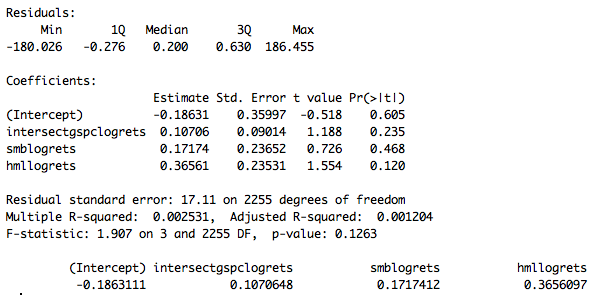 Residuals:
Min 1Q Median 3Q Max
-180.026 -0.276 0.200 0.630 186.455
Coefficients:
Estimate Std. Error t value Pr(>|t|)
(Intercept) -0.18631 0.35997 -0.518 0.605
intersectgspclogrets 0.10706 0.09014 1.188 0.235
smblogrets 0.17174 0.23652 0.726 0.468
hmllogrets 0.36561 0.23531 1.554 0.120
Residual standard error: 17.11 on 2255 degrees of freedom
Multiple R-squared: 0.002531, Adjusted R-squared: 0.001204
F-statistic: 1.907 on 3 and 2255 DF, p-value: 0.1263
(Intercept) intersectgspclogrets smblogrets hmllogrets
-0.1863111 0.1070648 0.1717412 0.3656097